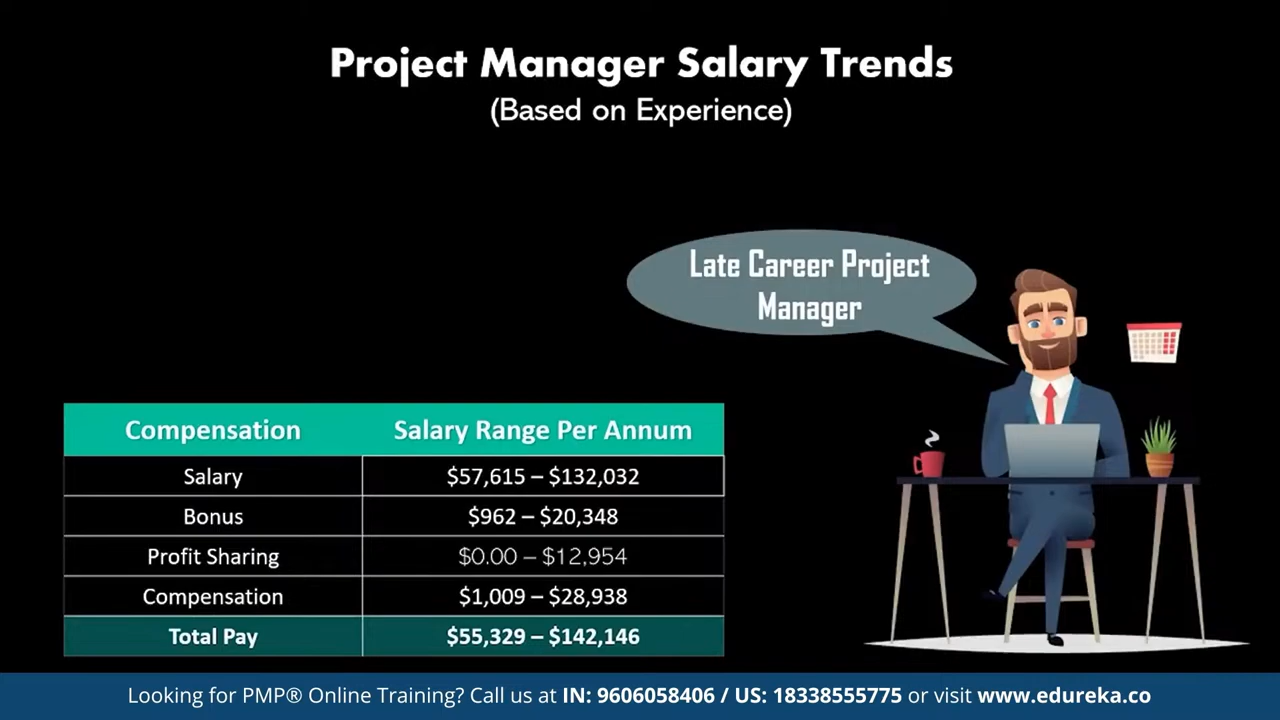 Project Manager Salary Trends
(Based on Experience)
Late Career Project
Manager
Compensation Salary Range Per Annum
Salary $57,615 – $132,032
Bonus $962 – $20,348
Profit Sharing $0.00 – $12,954
Compensation $1,009 – $28,938
Total Pay $55,329 – $142,146
Looking for PMP® Online Training? Call us at IN: 9606058406 / US: 18338555775 or visit www.edureka.co